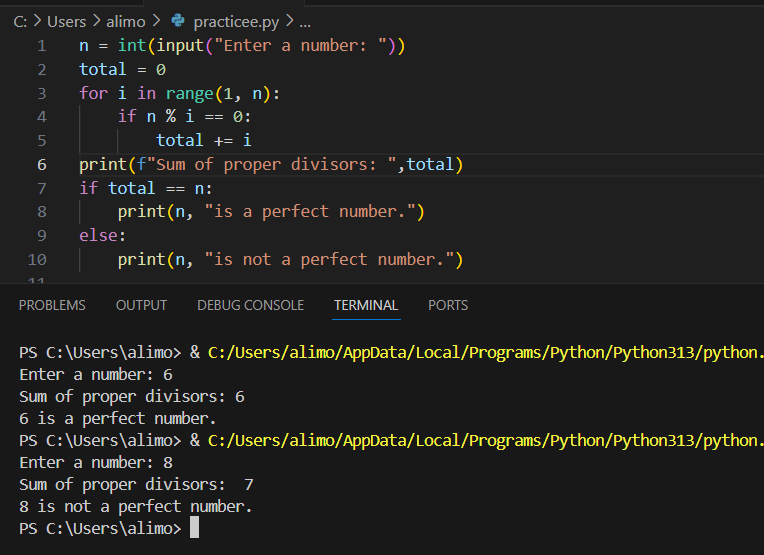 C: > Users > alimo > practicee.py > ...
1 n = int(input("Enter a number: "))
2 total = 0
3 for i in range(1, n):
4 if n % i == 0:
5 total += i
6 print(f"Sum of proper divisors: ",total)
7 if total == n:
8 print(n, "is a perfect number.")
9 else:
10 print(n, "is not a perfect number.")
11
PROBLEMS OUTPUT DEBUG CONSOLE TERMINAL PORTS
PS C:\Users\alimo> & C:/Users/alimo/AppData/Local/Programs/Python/Python313/python.
Enter a number: 6
Sum of proper divisors: 6
6 is a perfect number.
PS C:\Users\alimo> & C:/Users/alimo/AppData/Local/Programs/Python/Python313/python.
Enter a number: 8
Sum of proper divisors:  7
8 is not a perfect number.
PS C:\Users\alimo>